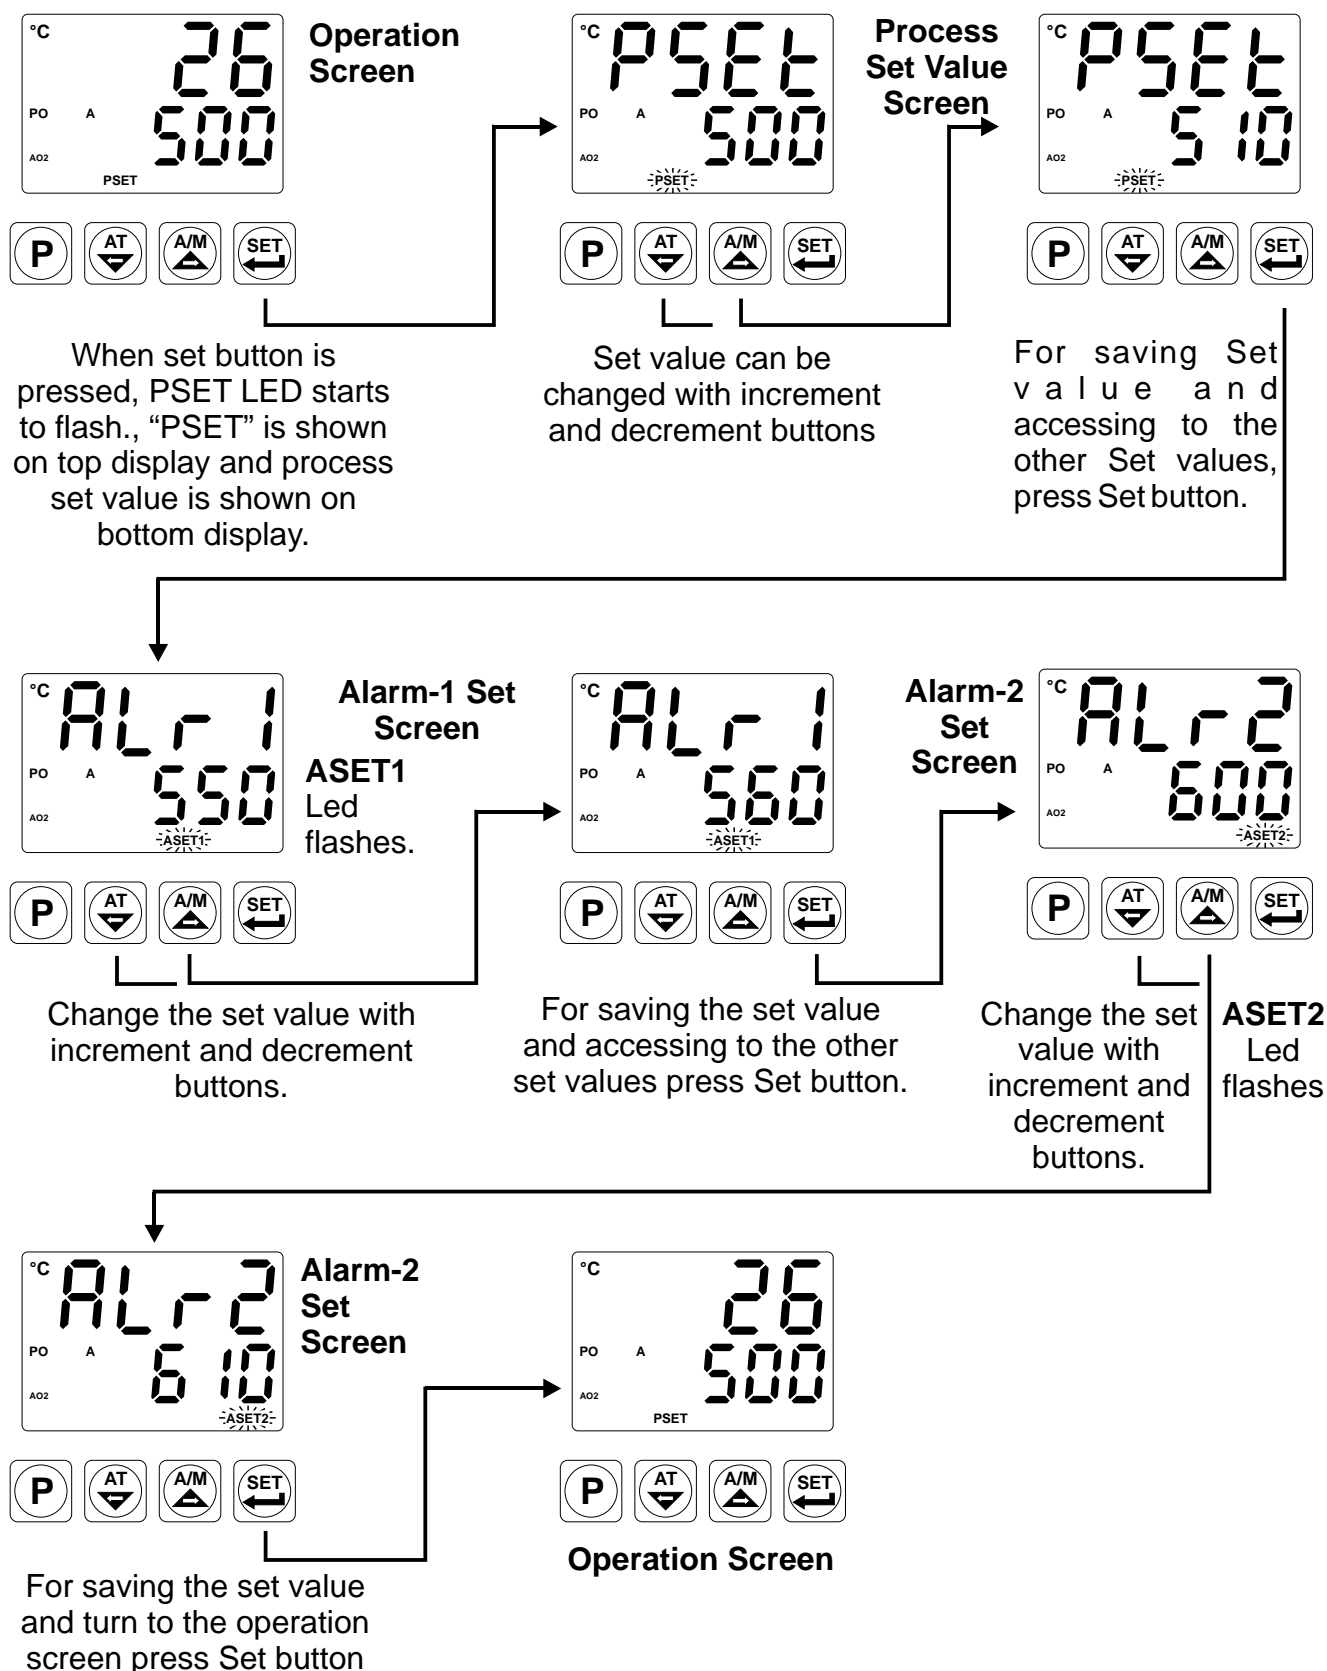 °C 26
PO A 500
AO2
PSET
Operation
Screen
P AT A/M SET
When set button is
pressed, PSET LED starts
to flash., “PSET” is shown
on top display and process
set value is shown on
bottom display.
°C PSEt
PO A 500
AO2
PSET
P AT A/M SET
Set value can be
changed with increment
and decrement buttons
Process
Set Value
Screen
°C PSEt
PO A 510
AO2
PSET
P AT A/M SET
For saving Set
value and
accessing to the
other Set values,
press Set button.
°C ALr1
PO A 550
AO2
ASET1
Alarm-1 Set
Screen
ASET1
Led
flashes.
P AT A/M SET
Change the set value with
increment and decrement
buttons.
°C ALr1
PO A 560
AO2
ASET1
P AT A/M SET
For saving the set value
and accessing to the other
set values press Set button.
Alarm-2
Set
Screen
°C ALr2
PO A 600
AO2
ASET2
P AT A/M SET
Change the set
value with
increment and
decrement
buttons.
ASET2
Led
flashes
°C ALr2
PO A 610
AO2
ASET2
Alarm-2
Set
Screen
P AT A/M SET
For saving the set value
and turn to the operation
screen press Set button
°C 26
PO A 500
AO2
PSET
P AT A/M SET
Operation Screen